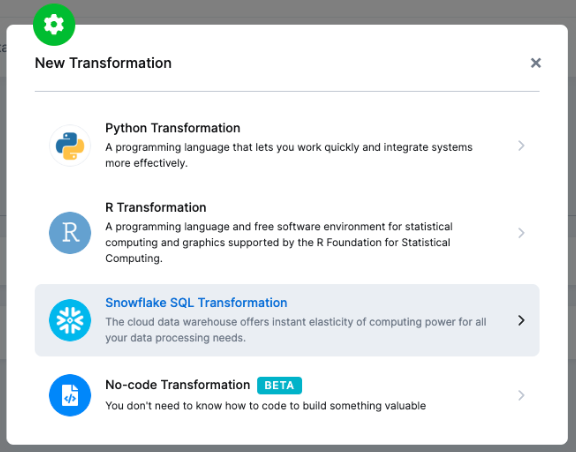 New Transformation
Python Transformation
A programming language that lets you work quickly and integrate systems
more effectively.
R
R Transformation
A programming language and free software environment for statistical
computing and graphics supported by the R Foundation for Statistical
Computing.
Snowflake SQL Transformation
The cloud data warehouse offers instant elasticity of computing power for all
your data processing needs.
No-code Transformation BETA
You don't need to know how to code to build something valuable